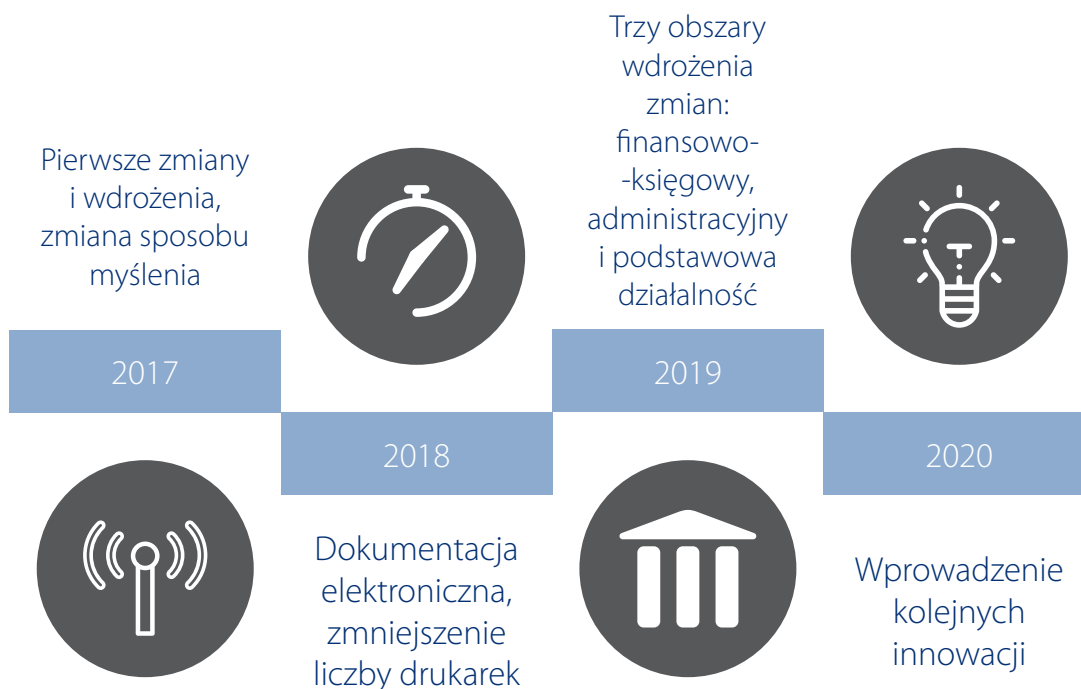 Pierwsze zmiany
i wdrożenia,
zmiana sposobu
myślenia
2017
2018
Dokumentacja
elektroniczna,
zmniejszenie
liczby drukarek
Trzy obszary
wdrożenia
zmian:
finansowo-
-księgowy,
administracyjny
i podstawowa
działalność
2019
2020
Wprowadzenie
kolejnych
innowacji